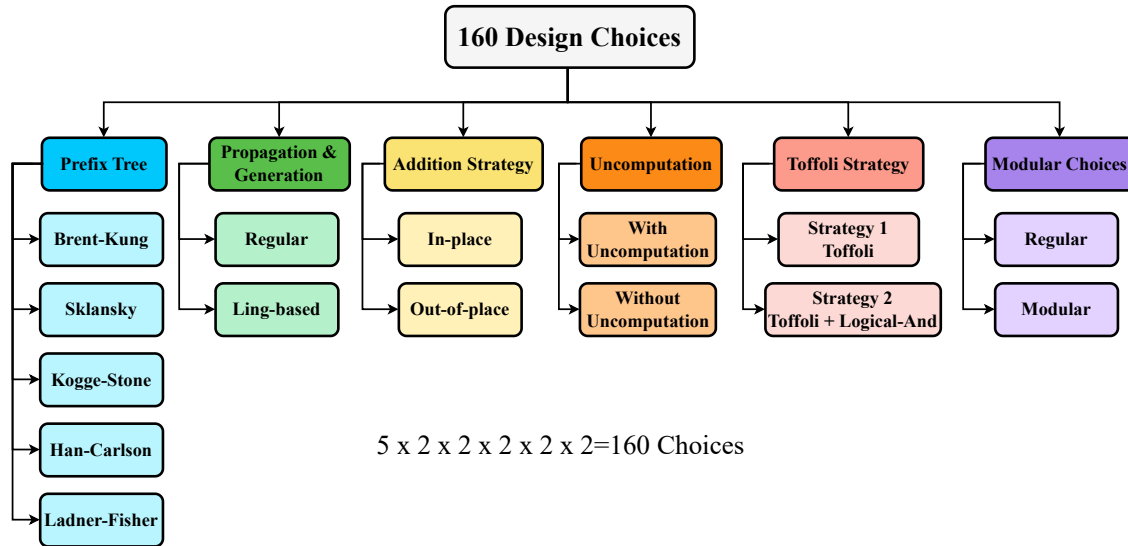 160 Design Choices
Prefix Tree
Propagation &
Generation
Addition Strategy
Uncomputation
Toffoli Strategy
Modular Choices
Brent-Kung
Regular
In-place
With
Uncomputation
Strategy 1
Toffoli
Regular
Sklansky
Ling-based
Out-of-place
Without
Uncomputation
Strategy 2
Toffoli + Logical-And
Modular
Kogge-Stone
Han-Carlson
5 x 2 x 2 x 2 x 2 x 2=160 Choices
Ladner-Fisher